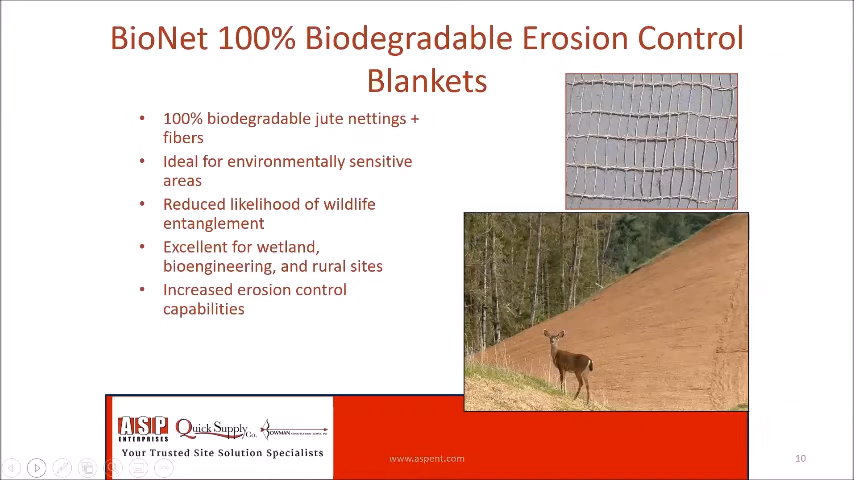 BioNet 100% Biodegradable Erosion Control
Blankets
• 100% biodegradable jute nettings +
fibers
• Ideal for environmentally sensitive
areas
• Reduced likelihood of wildlife
entanglement
• Excellent for wetland,
bioengineering, and rural sites
• Increased erosion control
capabilities
ASP
ENTERPRISES
Quick Supply Co.
BOWMAN
Your Trusted Site Solution Specialists
www.aspent.com
10